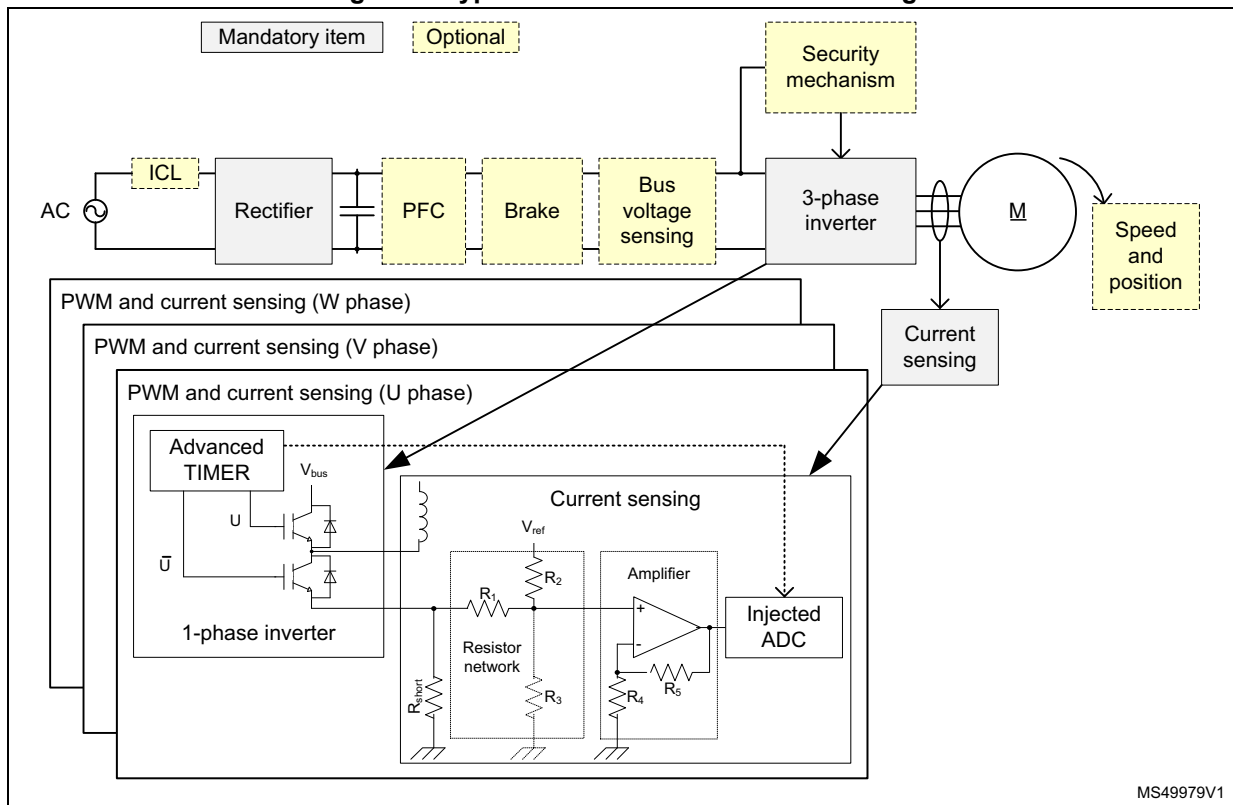 Mandatory item
Optional
Security
mechanism
ICL
AC
Rectifier
PFC
Brake
Bus
voltage
sensing
3-phase
inverter
M
Speed
and
position
Current
sensing
PWM and current sensing (W phase)
PWM and current sensing (V phase)
PWM and current sensing (U phase)
Advanced
TIMER
Vbus
U
Ū
1-phase inverter
Current sensing
Vref
R2
R1
Resistor
network
R3
Rshort
Amplifier
+
-
R5
R4
Injected
ADC
MS49979V1